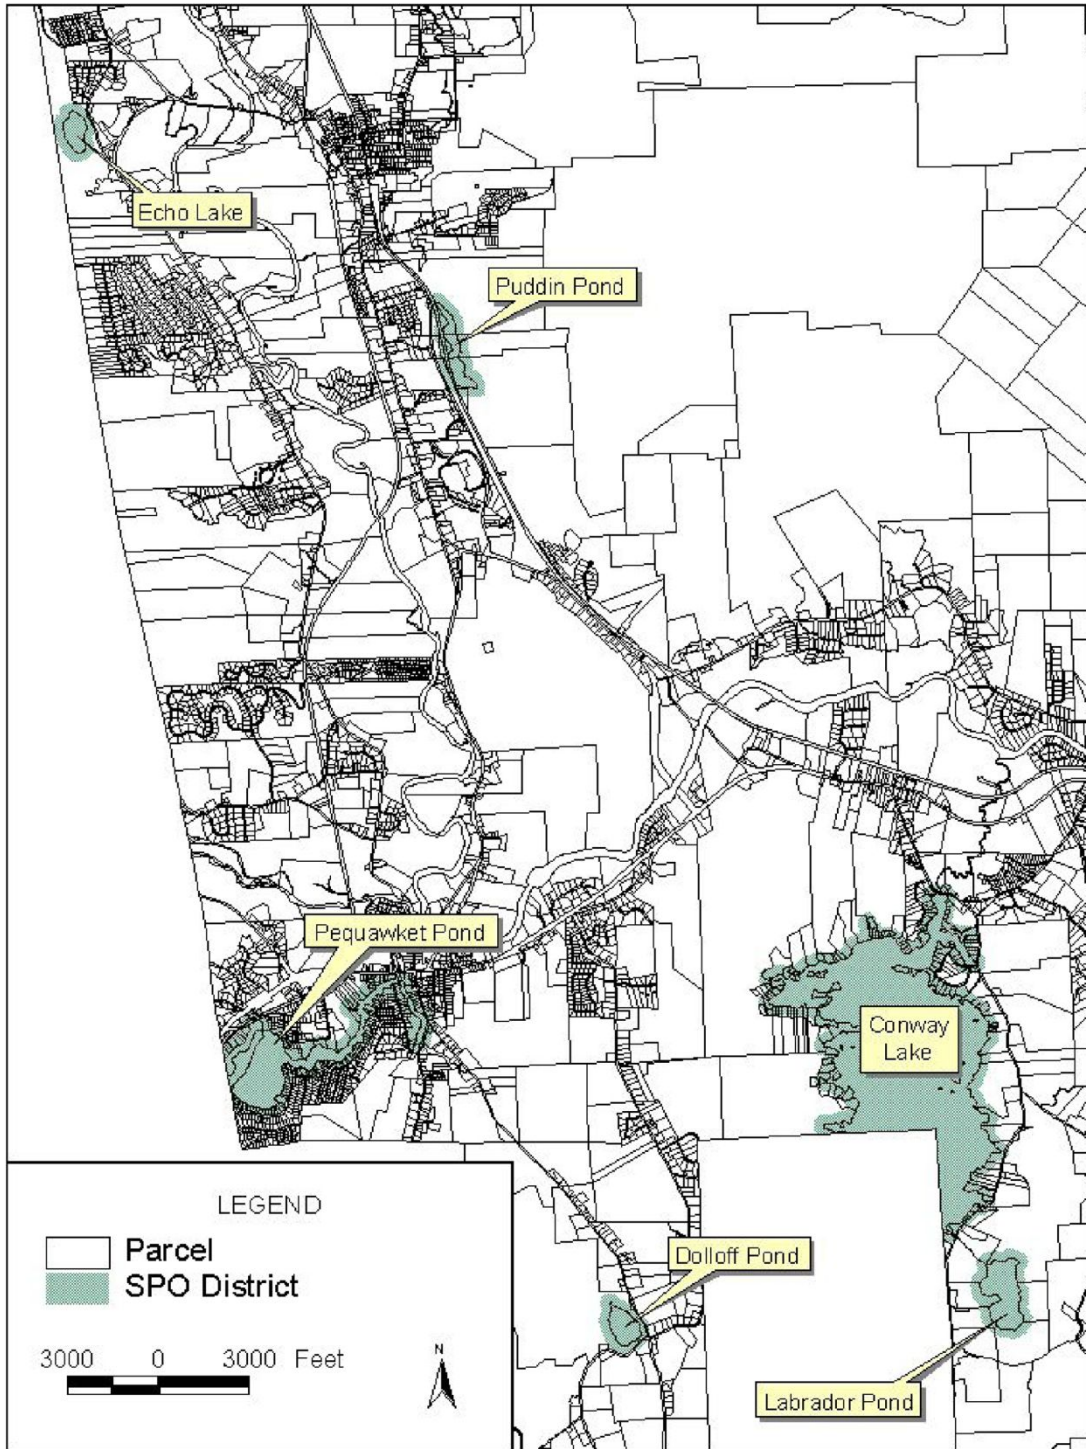 Echo Lake
Puddin Pond
Pequawket Pond
Conway
Lake
LEGEND
Parcel
SPO District
3000 0 3000 Feet
N
Dolloff Pond
Labrador Pond